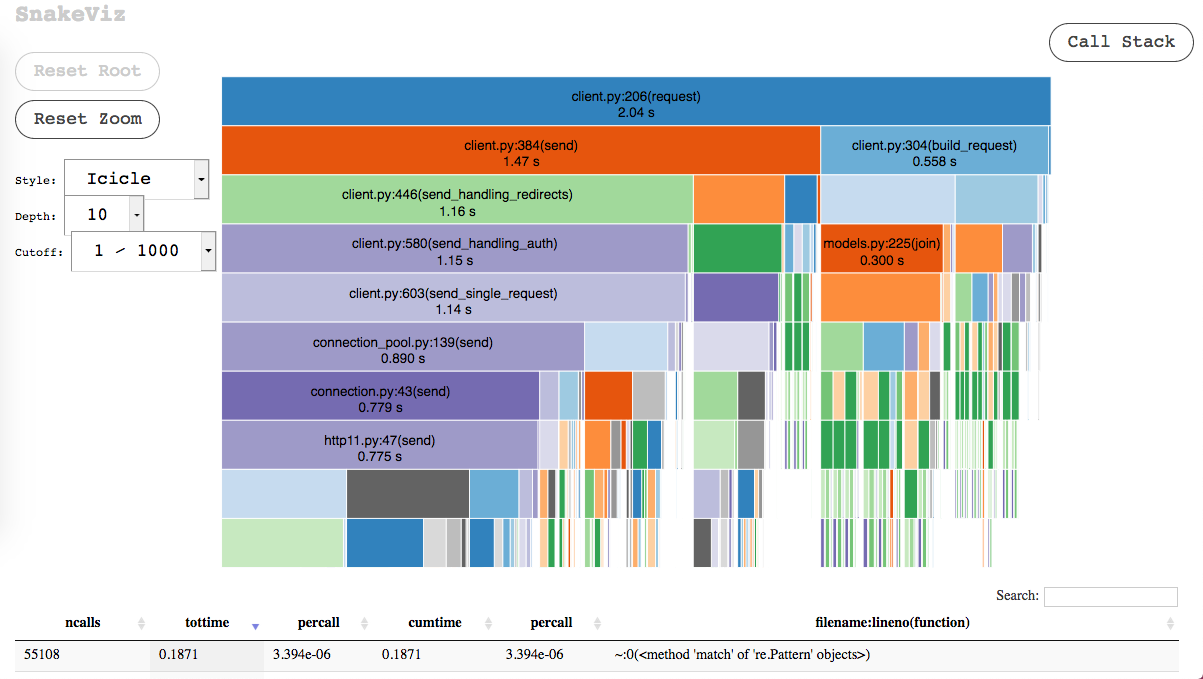 SnakeViz
Call Stack
Reset Root
Reset Zoom
Style: Icicle
Depth: 10
Cutoff: 1 / 1000
client.py:206(request)
2.04 s
client.py:384(send)
1.47 s
client.py:304(build_request)
0.558 s
client.py:446(send_handling_redirects)
1.16 s
client.py:580(send_handling_auth)
1.15 s
models.py:225(join)
0.300 s
client.py:603(send_single_request)
1.14 s
connection_pool.py:139(send)
0.890 s
connection.py:43(send)
0.779 s
http11.py:47(send)
0.775 s
Search:
ncalls tottime percall cumtime percall filename:lineno(function)
55108 0.1871 3.394e-06 0.1871 3.394e-06 ~:0(<method 'match' of 're.Pattern' objects>)